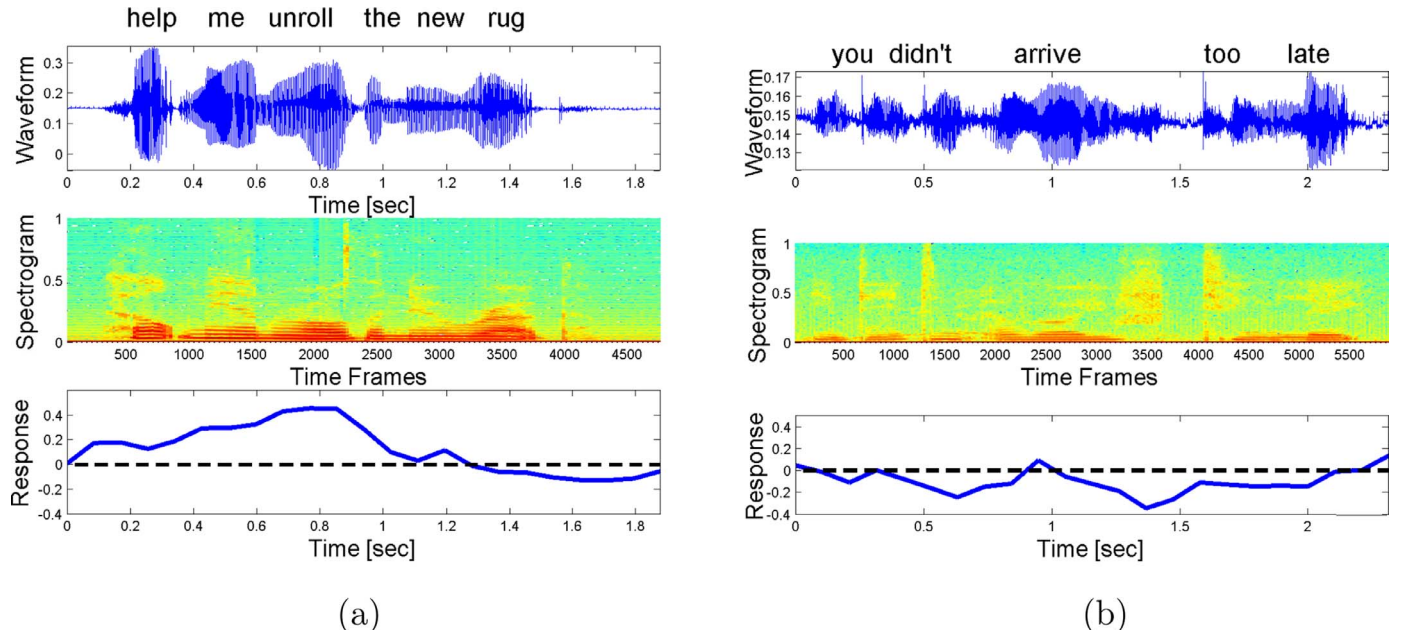 help me unroll the new rug
Waveform
0.3
0.2
0.1
0
0 0.2 0.4 0.6 0.8 1 1.2 1.4 1.6 1.8
Time [sec]
Spectrogram
1
0.5
0
500 1000 1500 2000 2500 3000 3500 4000 4500
Time Frames
Response
0.4
0.2
0
-0.2
-0.4
0 0.2 0.4 0.6 0.8 1 1.2 1.4 1.6 1.8
Time [sec]
(a)
you didn't arrive too late
Waveform
0.17
0.16
0.15
0.14
0.13
0 0.5 1 1.5 2
Time [sec]
Spectrogram
1
0.5
0
500 1000 1500 2000 2500 3000 3500 4000 4500 5000 5500
Time Frames
Response
0.4
0.2
0
-0.2
-0.4
0 0.5 1 1.5 2
Time [sec]
(b)